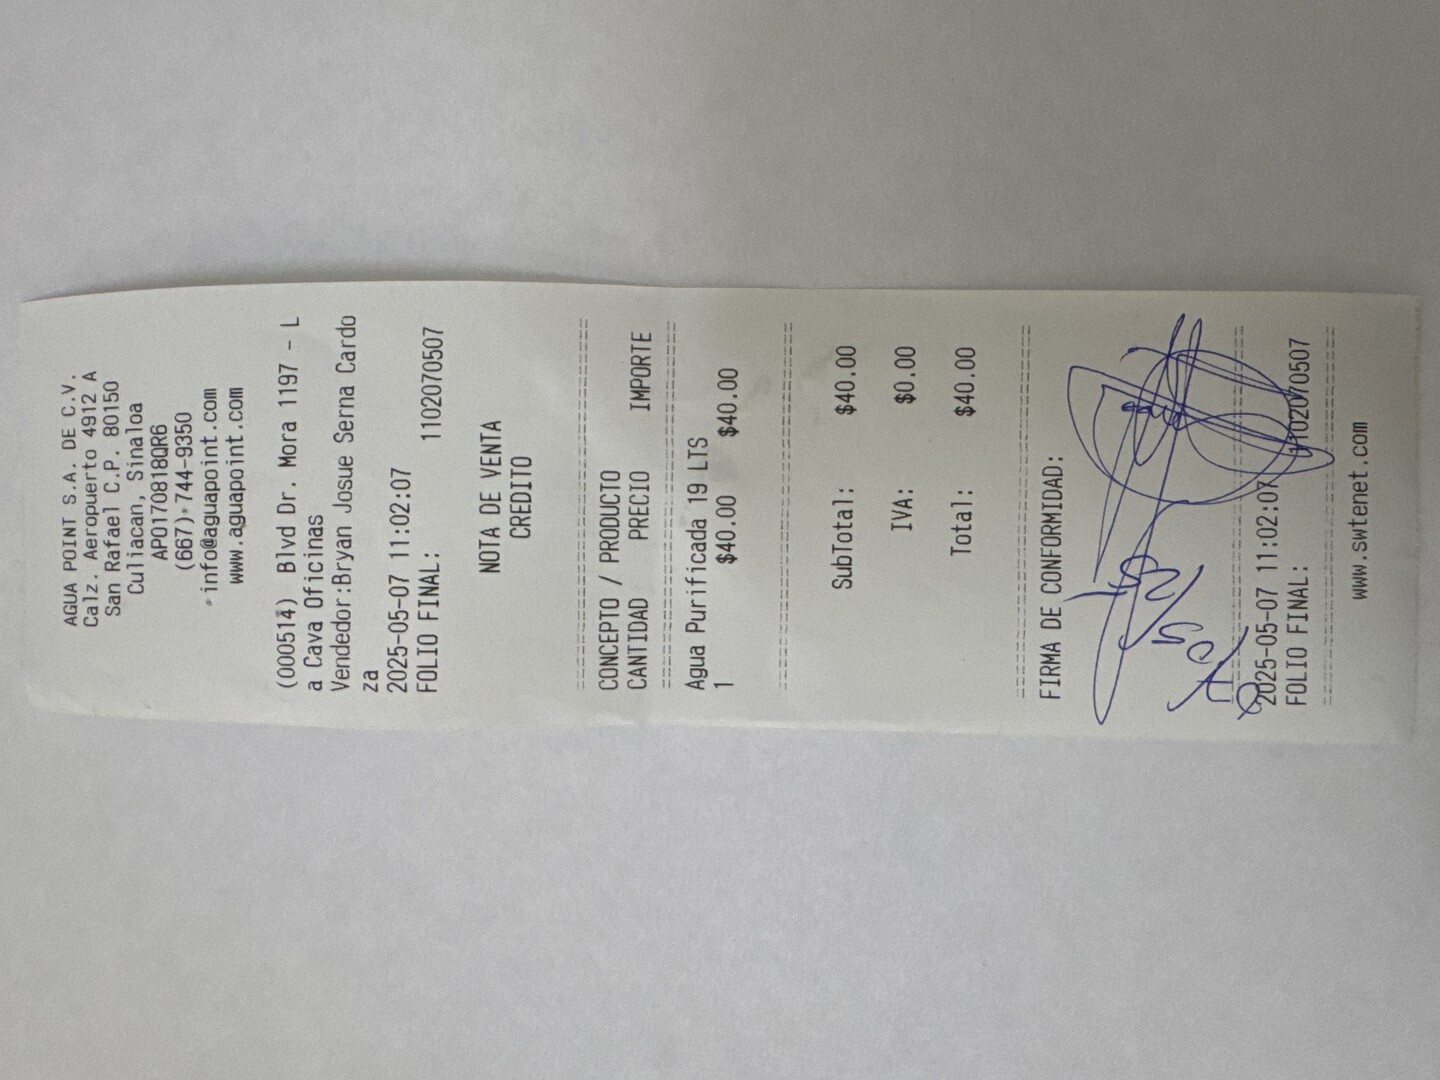 AGUA POINT S.A. DE C.V.
Calz. Aeropuerto 4912 A
San Rafael C.P. 80150
Culiacan, Sinaloa
APO170818QR6
(667) 744-9350
info@aguapoint.com
www.aguapoint.com
(000514) Blvd Dr. Mora 1197 - L
a Cava Oficinas
Vendedor:Bryan Josue Serna Cardo
za
2025-05-07 11:02:07
FOLIO FINAL: 1102070507
NOTA DE VENTA
CREDITO
================================
CONCEPTO / PRODUCTO
CANTIDAD PRECIO IMPORTE
================================
Agua Purificada 19 LTS
1 $40.00 $40.00
================================
SubTotal: $40.00
IVA: $0.00
Total: $40.00
================================
FIRMA DE CONFORMIDAD:
================================
2025-05-07 11:02:07
FOLIO FINAL: 1102070507
================================
www.swtenet.com